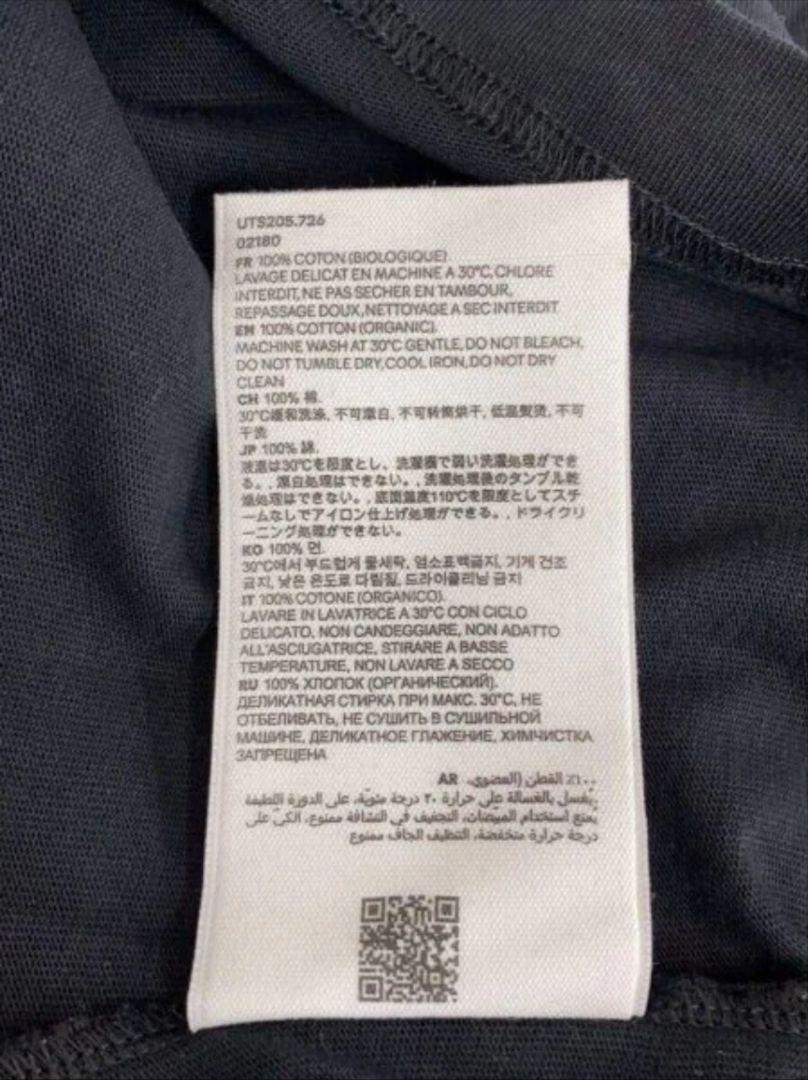 UTS205.726
02180
FR 100% COTON (BIOLOGIQUE)
LAVAGE DELICAT EN MACHINE A 30°C, CHLORE
INTERDIT, NE PAS SECHER EN TAMBOUR,
REPASSAGE DOUX, NETTOYAGE A SEC INTERDIT
EN 100% COTTON (ORGANIC).
MACHINE WASH AT 30°C GENTLE, DO NOT BLEACH,
DO NOT TUMBLE DRY, COOL IRON, DO NOT DRY
CLEAN
CH 100% 棉.
30°C缓和洗涤, 不可漂白, 不可转筒烘干, 低温熨烫, 不可
干洗
JP 100% 綿.
液温は30℃を限度とし、洗濯機で弱い洗濯処理ができ
る。, 漂白処理はできない。, 洗濯処理後のタンブル乾
燥処理はできない。, 底面温度110℃を限度としてスチ
ームなしでアイロン仕上げ処理ができる。, ドライクリ
ーニング処理ができない。
KO 100% 면.
30°C에서 부드럽게 물세탁, 염소표백금지, 기계 건조
금지, 낮은 온도로 다림질, 드라이클리닝 금지
IT 100% COTONE (ORGANICO).
LAVARE IN LAVATRICE A 30°C CON CICLO
DELICATO, NON CANDEGGIARE, NON ADATTO
ALL'ASCIUGATRICE, STIRARE A BASSE
TEMPERATURE, NON LAVARE A SECCO
RU 100% ХЛОПОК (ОРГАНИЧЕСКИЙ).
ДЕЛИКАТНАЯ СТИРКА ПРИ МАКС. 30°C, НЕ
ОТБЕЛИВАТЬ, НЕ СУШИТЬ В СУШИЛЬНОЙ
МАШИНЕ, ДЕЛИКАТНОЕ ГЛАЖЕНИЕ, ХИМЧИСТКА
ЗАПРЕЩЕНА
١٠٠٪ القطن (العضوي). AR
يُغسل بالغسالة على حرارة ٣٠ درجة مئويّة، على الدورة اللطيفة
يُمنع استخدام المبيّضات، التجفيف في النشافة ممنوع، الكيّ على
درجة حرارة منخفضة، التنظيف الجاف ممنوع